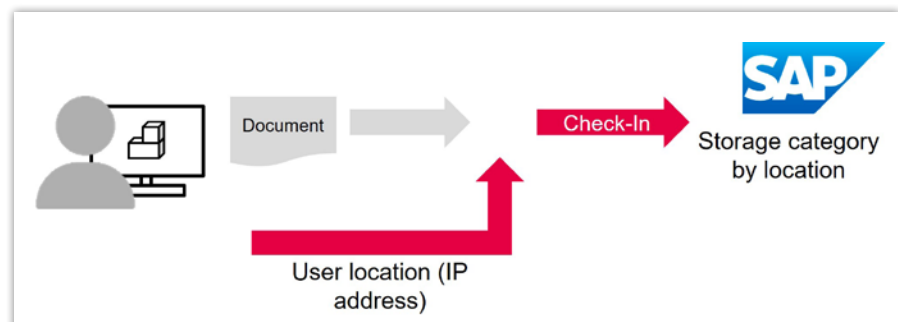 SAP
Document
Check-In
Storage category
by location
User location (IP
address)